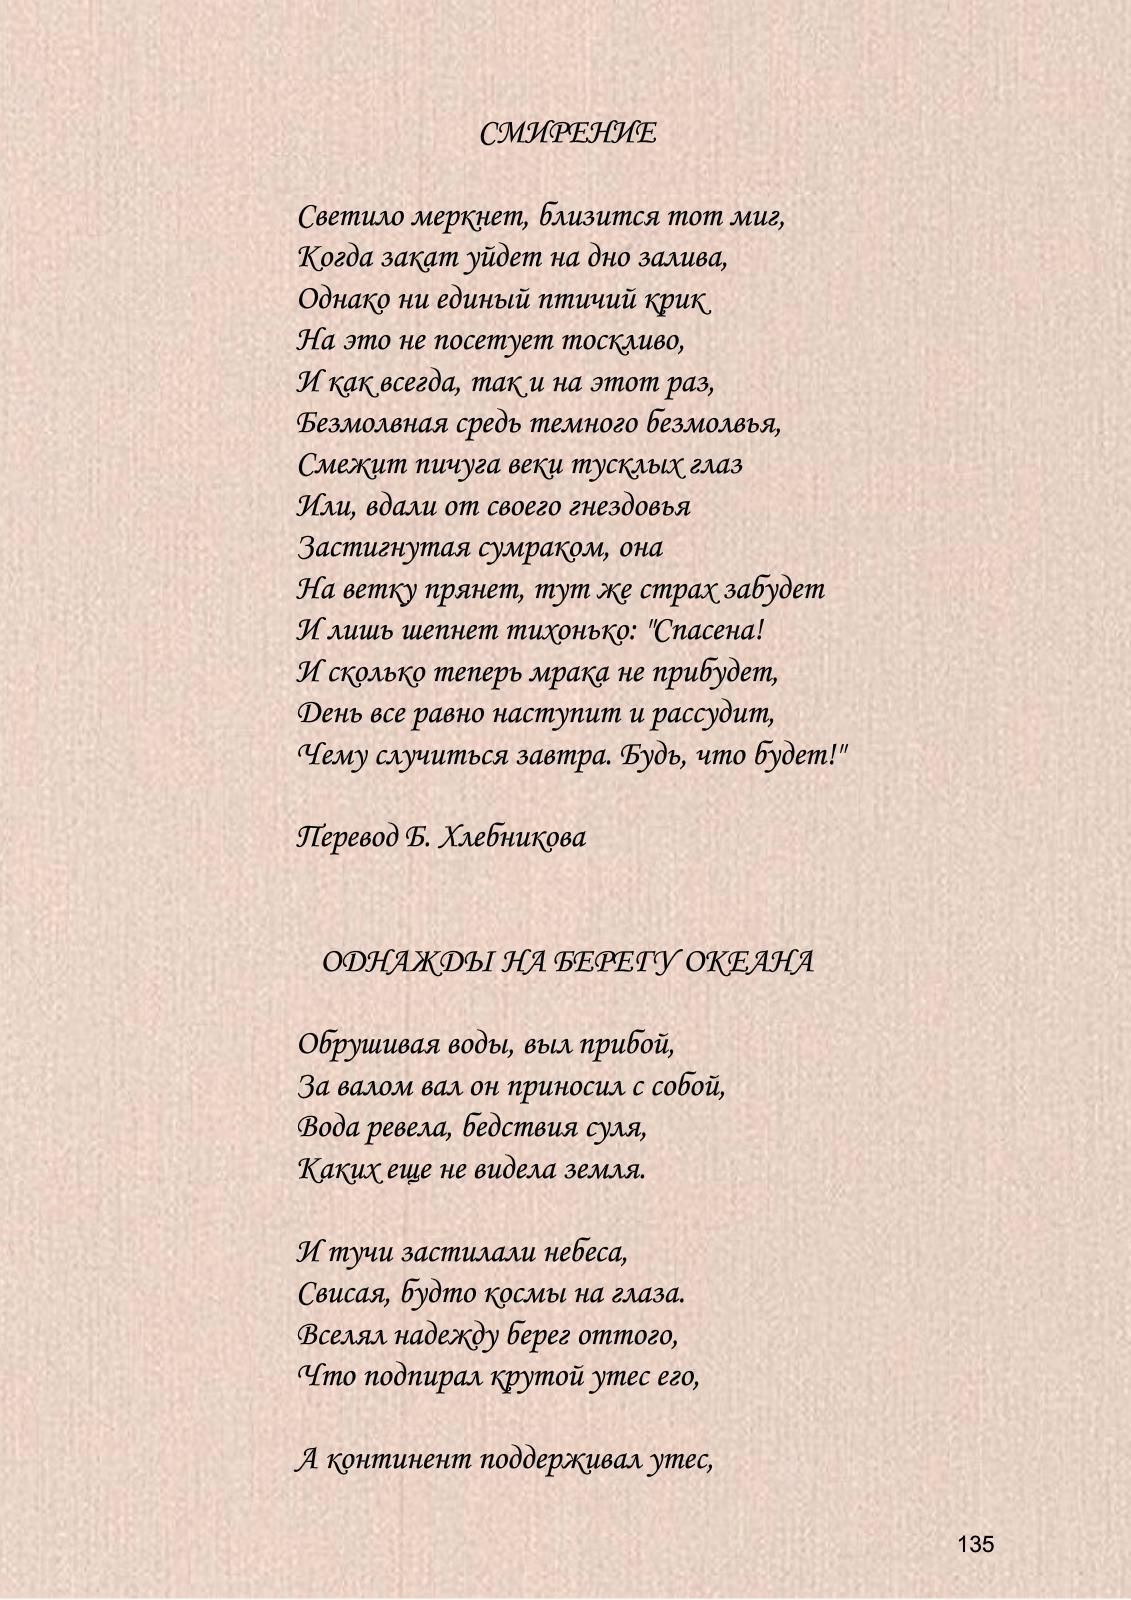 СМИРЕНИЕ
Светило меркнет, близится тот миг,
Когда закат уйдет на дно залива,
Однако ни единый птичий крик
На это не посетует тоскливо,
И как всегда, так и на этот раз,
Безмолвная средь темного безмолвья,
Смежит пичуга веки тусклых глаз
Или, вдали от своего гнездовья
Застигнутая сумраком, она
На ветку прянет, тут же страх забудет
И лишь шепнет тихонько: "Спасена!
И сколько теперь мрака не прибудет,
День все равно наступит и рассудит,
Чему случиться завтра. Будь, что будет!"
Перевод Б. Хлебникова
ОДНАЖДЫ НА БЕРЕГУ ОКЕАНА
Обрушивая воды, выл прибой,
За валом вал он приносил с собой,
Вода ревела, бедствия суля,
Каких еще не видела земля.
И тучи застилали небеса,
Свисая, будто космы на глаза.
Вселял надежду берег оттого,
Что подпирал крутой утес его,
А континент поддерживал утес,
135